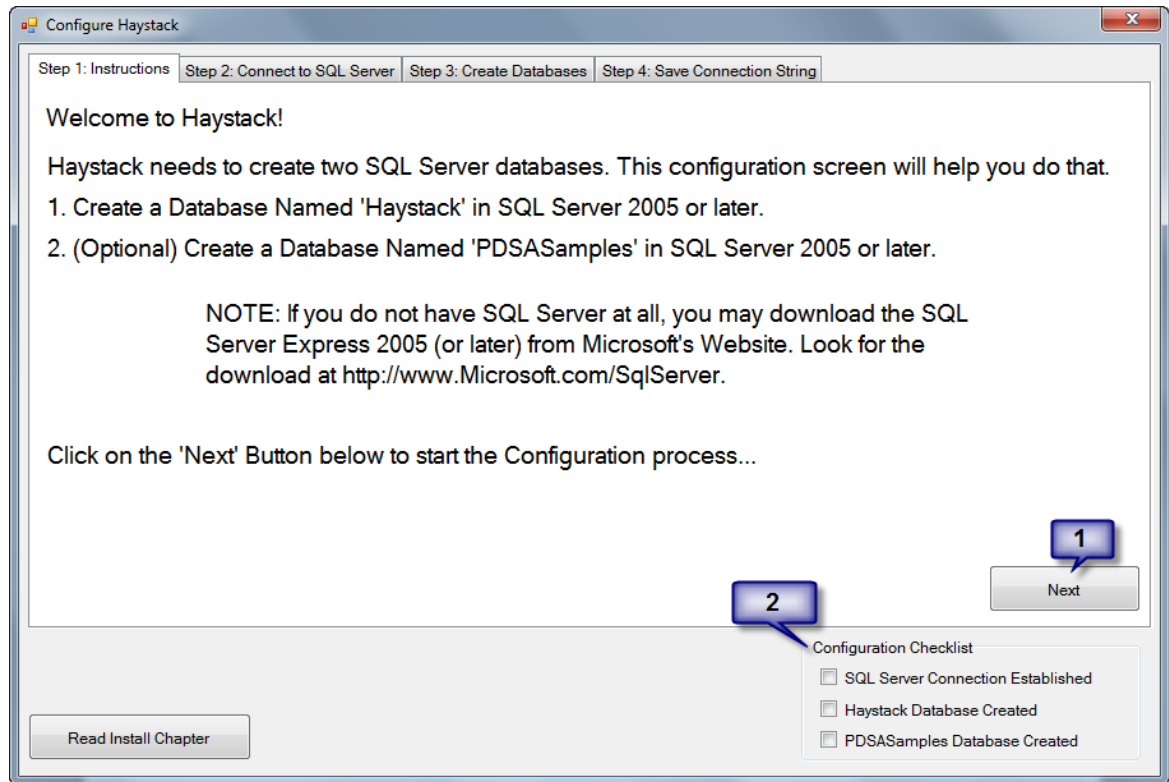 Configure Haystack
Step 1: Instructions
Step 2: Connect to SQL Server
Step 3: Create Databases
Step 4: Save Connection String
Welcome to Haystack!
Haystack needs to create two SQL Server databases. This configuration screen will help you do that.
1. Create a Database Named 'Haystack' in SQL Server 2005 or later.
2. (Optional) Create a Database Named 'PDSASamples' in SQL Server 2005 or later.
NOTE: If you do not have SQL Server at all, you may download the SQL
Server Express 2005 (or later) from Microsoft's Website. Look for the
download at http://www.Microsoft.com/SqlServer.
Click on the 'Next' Button below to start the Configuration process...
1
Next
2
Configuration Checklist
SQL Server Connection Established
Haystack Database Created
PDSASamples Database Created
Read Install Chapter